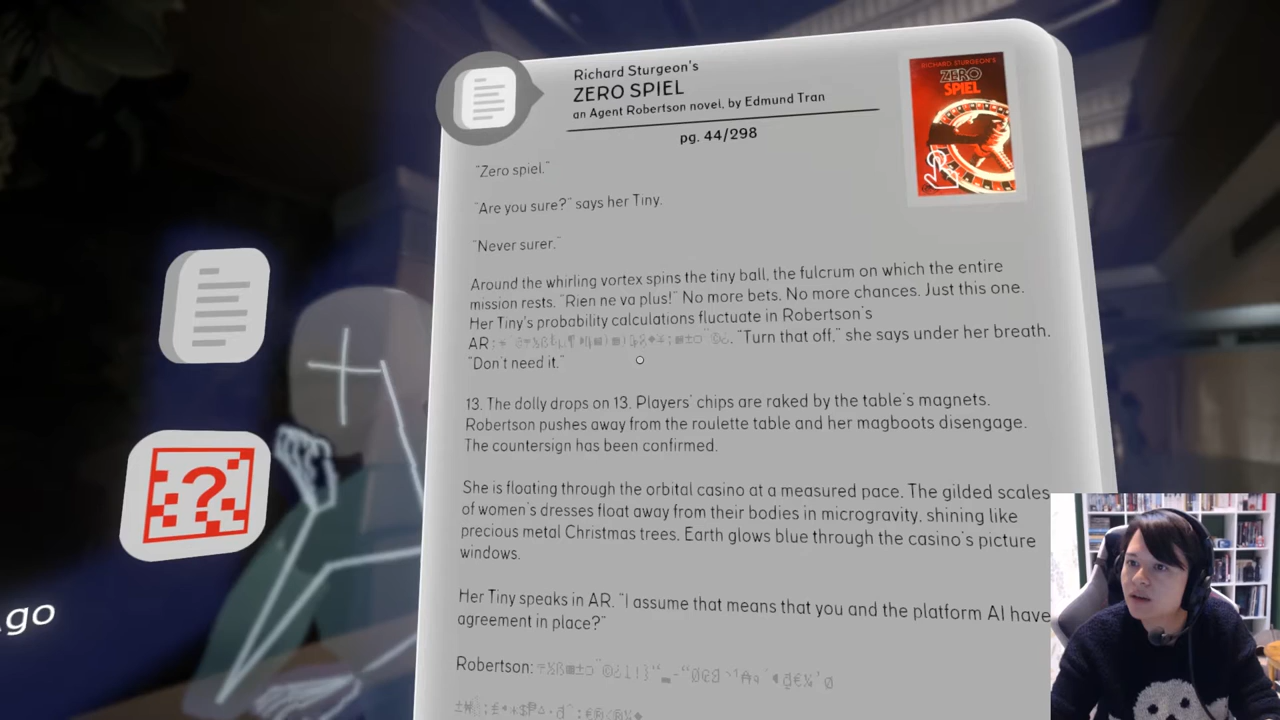 Richard Sturgeon's
ZERO SPIEL
an Agent Robertson novel, by Edmund Tran
pg. 44/298
RICHARD STURGEON'S
ZERO
SPIEL
"Zero spiel."
"Are you sure?" says her Tiny.
"Never surer."
Around the whirling vortex spins the tiny ball, the fulcrum on which the entire
mission rests. "Rien ne va plus!" No more bets. No more chances. Just this one.
Her Tiny's probability calculations fluctuate in Robertson's
AR: "Turn that off," she says under her breath.
"Don't need it."
13. The dolly drops on 13. Players' chips are raked by the table's magnets.
Robertson pushes away from the roulette table and her magboots disengage.
The countersign has been confirmed.
She is floating through the orbital casino at a measured pace. The gilded scales
of women's dresses float away from their bodies in microgravity, shining like
precious metal Christmas trees. Earth glows blue through the casino's picture
windows.
Her Tiny speaks in AR. "I assume that means that you and the platform AI have
agreement in place?"
Robertson:
?
.go